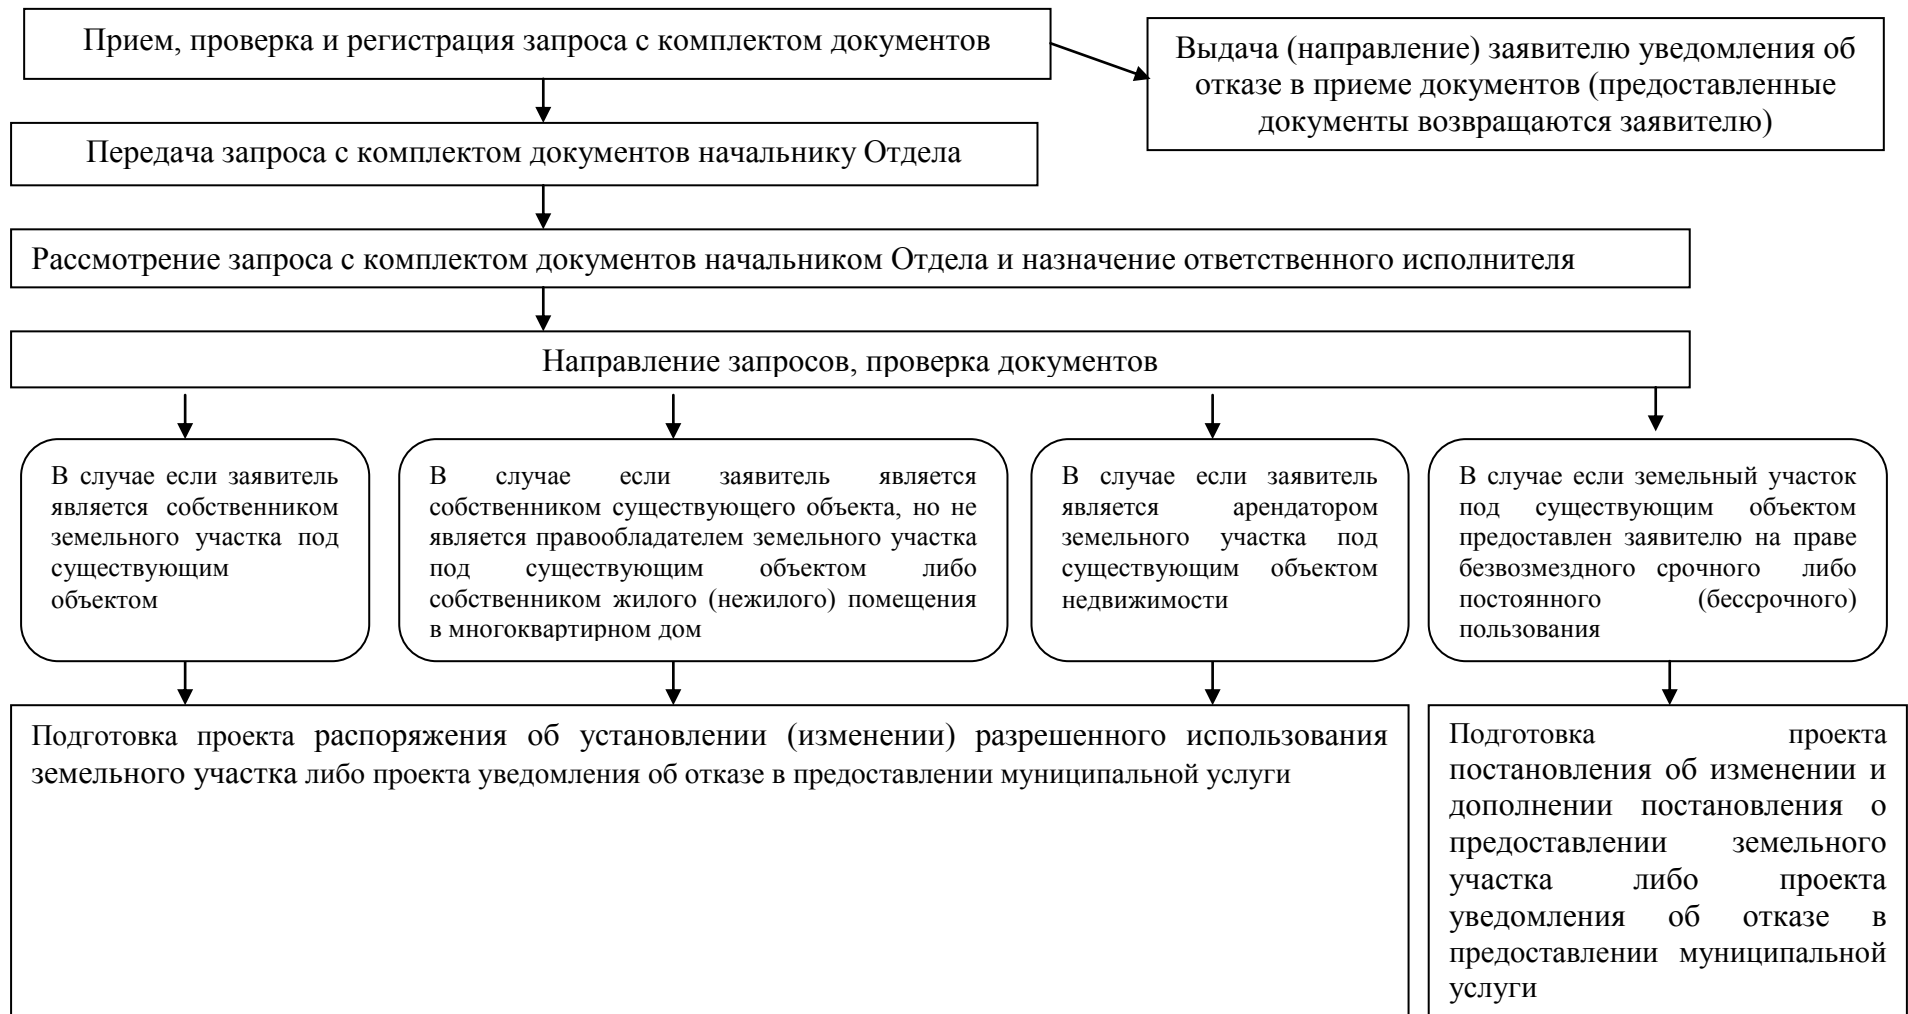 Прием, проверка и регистрация запроса с комплектом документов
Выдача (направление) заявителю уведомления об
отказе в приеме документов (предоставленные
документы возвращаются заявителю)
Передача запроса с комплектом документов начальнику Отдела
Рассмотрение запроса с комплектом документов начальником Отдела и назначение ответственного исполнителя
Направление запросов, проверка документов
В случае если заявитель
является собственником
земельного участка под
существующим
объектом
В случае если заявитель является
собственником существующего объекта, но не
является правообладателем земельного участка
под существующим объектом либо
собственником жилого (нежилого) помещения
в многоквартирном дом
В случае если заявитель
является арендатором
земельного участка под
существующим объектом
недвижимости
В случае если земельный участок
под существующим объектом
предоставлен заявителю на праве
безвозмездного срочного либо
постоянного (бессрочного)
пользования
Подготовка проекта распоряжения об установлении (изменении) разрешенного использования
земельного участка либо проекта уведомления об отказе в предоставлении муниципальной услуги
Подготовка проекта
постановления об изменении и
дополнении постановления о
предоставлении земельного
участка либо проекта
уведомления об отказе в
предоставлении муниципальной
услуги